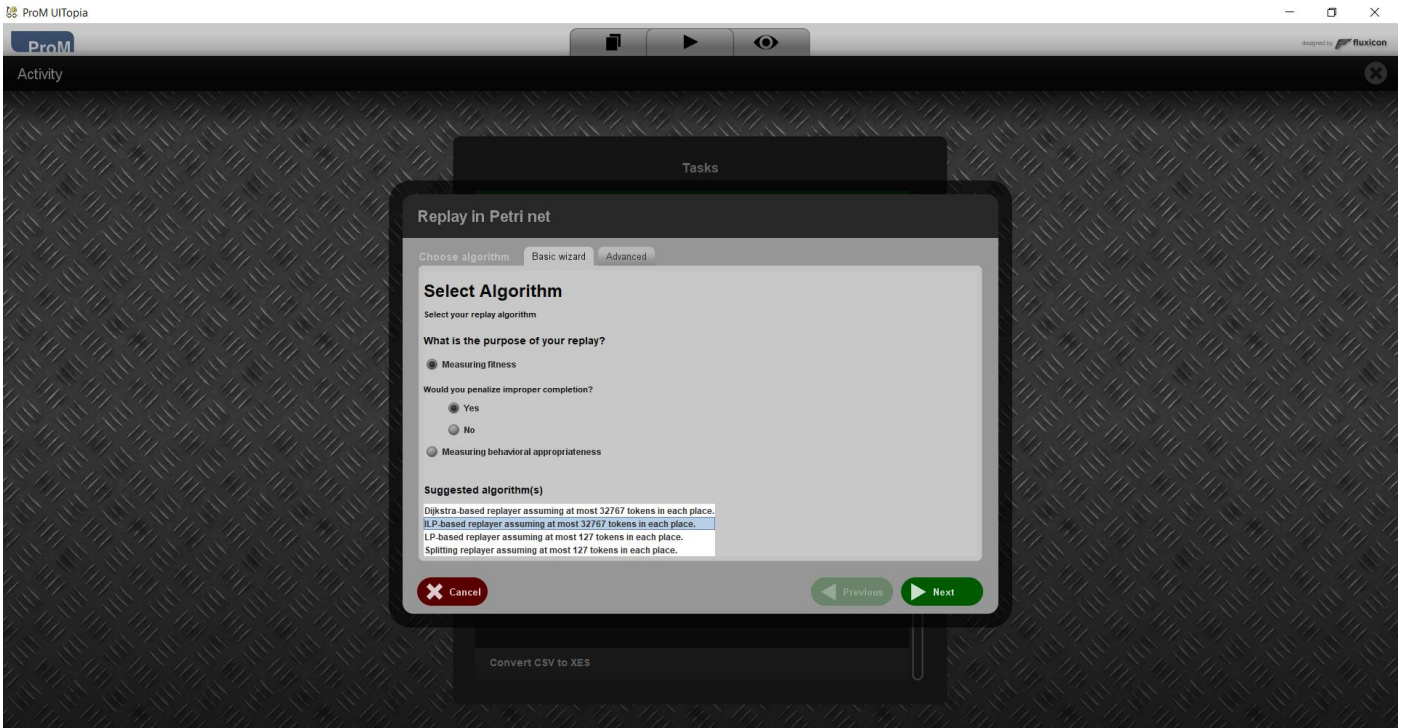 ProM UITopia
ProM
designed by fluxicon
Activity
Tasks
Replay in Petri net
Choose algorithm Basic wizard Advanced
Select Algorithm
Select your replay algorithm
What is the purpose of your replay?
Measuring fitness
Would you penalize improper completion?
Yes
No
Measuring behavioral appropriateness
Suggested algorithm(s)
Dijkstra-based replayer assuming at most 32767 tokens in each place.
ILP-based replayer assuming at most 32767 tokens in each place.
LP-based replayer assuming at most 127 tokens in each place.
Splitting replayer assuming at most 127 tokens in each place.
Cancel Previous Next
Convert CSV to XES